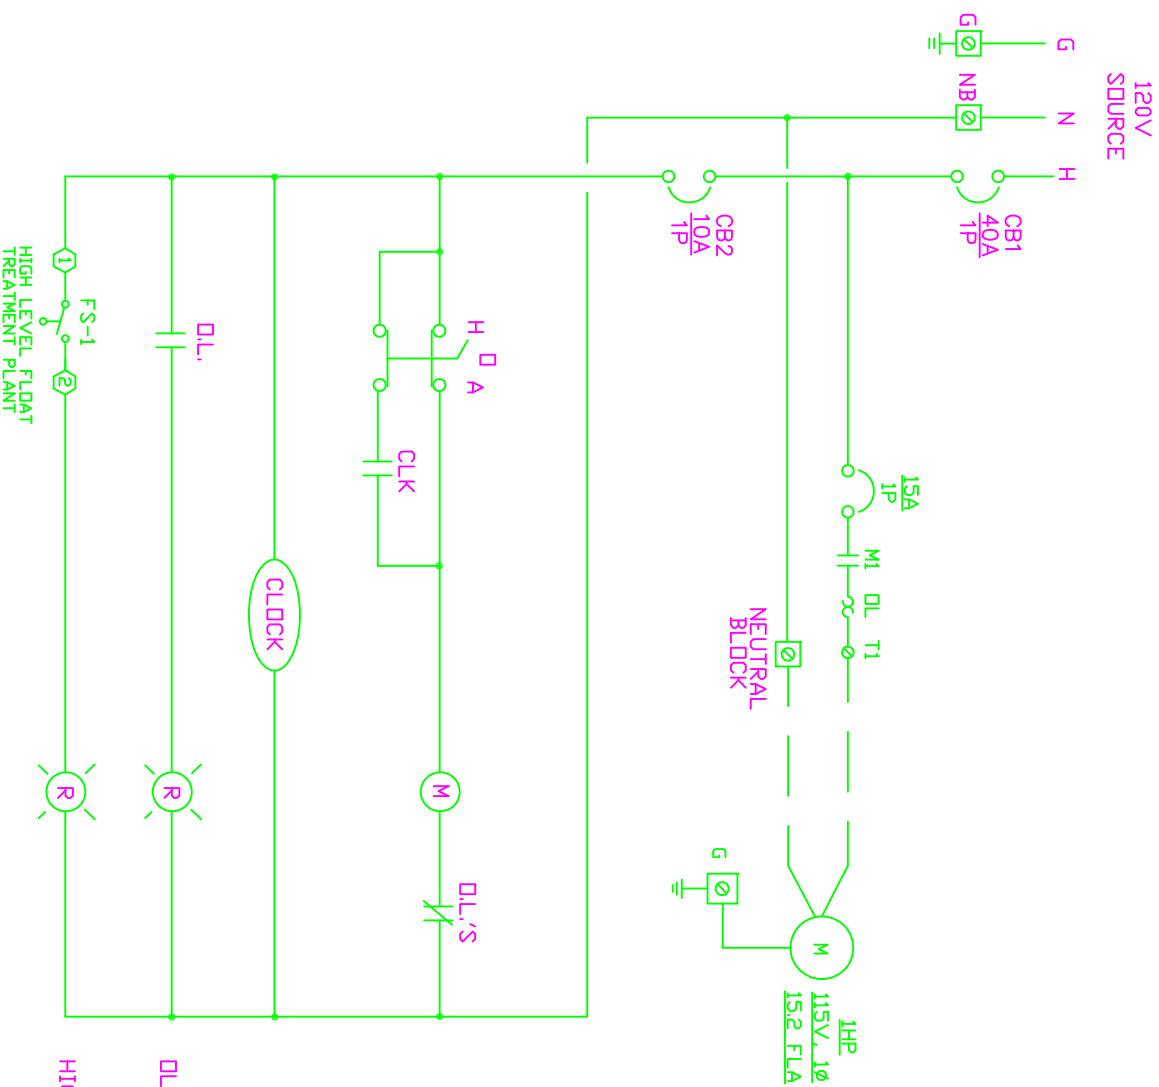 120V
SOURCE
G
N
H
G
NB
CB1
40A
1P
CB2
10A
1P
15A
1P
M1
OL
T1
NEUTRAL
BLOCK
G
M
1HP
115V, 1ø
15.2 FLA
H
O
A
CLK
M
O.L.'S
CLOCK
O.L.
R
OL
FS-1
1
2
HIGH LEVEL FLOAT
TREATMENT PLANT
R